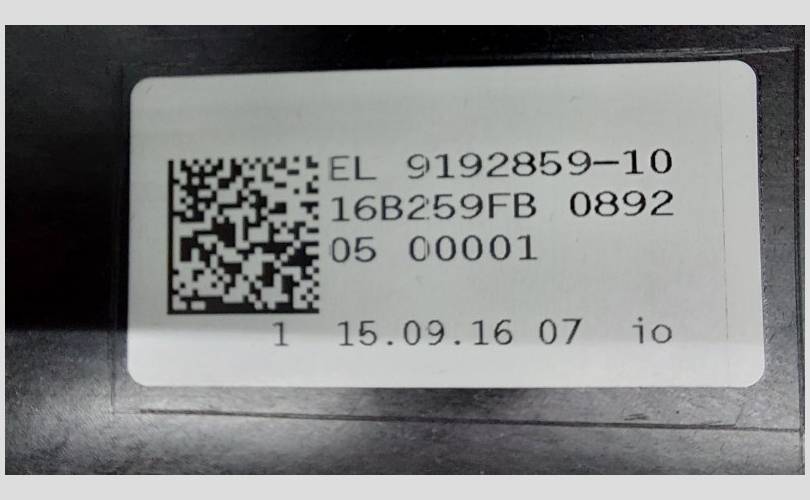 EL 9192859-10
16B259FB 0892
05 00001
1 15.09.16 07 io